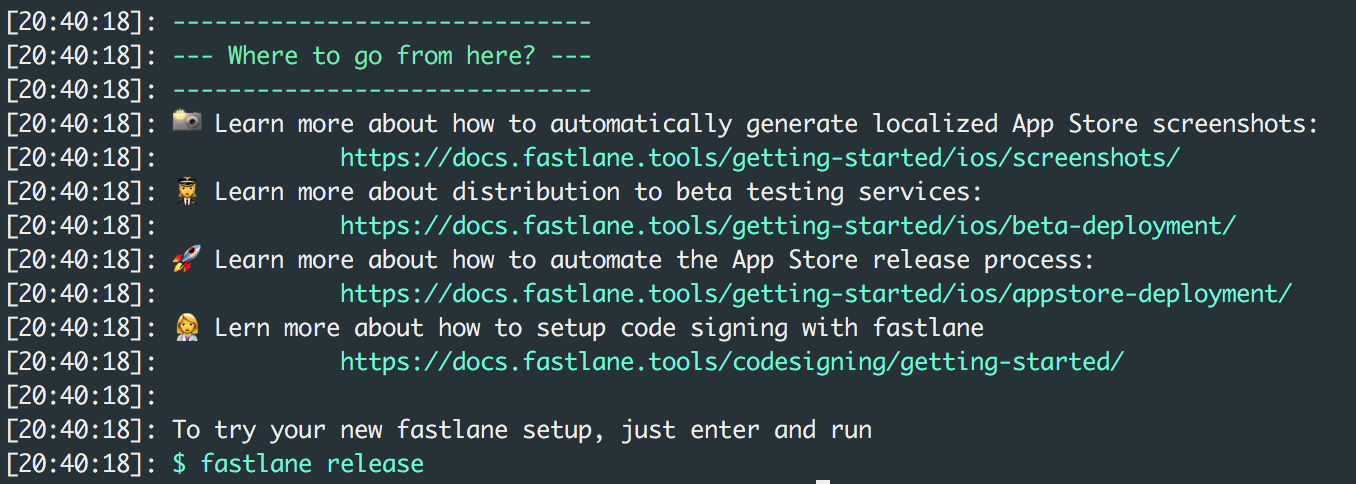 [20:40:18]: ------------------------------
[20:40:18]: --- Where to go from here? ---
[20:40:18]: ------------------------------
[20:40:18]: 📸 Learn more about how to automatically generate localized App Store screenshots:
[20:40:18]: https://docs.fastlane.tools/getting-started/ios/screenshots/
[20:40:18]: 👩‍✈️ Learn more about distribution to beta testing services:
[20:40:18]: https://docs.fastlane.tools/getting-started/ios/beta-deployment/
[20:40:18]: 🚀 Learn more about how to automate the App Store release process:
[20:40:18]: https://docs.fastlane.tools/getting-started/ios/appstore-deployment/
[20:40:18]: 👩‍⚕️ Lern more about how to setup code signing with fastlane
[20:40:18]: https://docs.fastlane.tools/codesigning/getting-started/
[20:40:18]:
[20:40:18]: To try your new fastlane setup, just enter and run
[20:40:18]: $ fastlane release